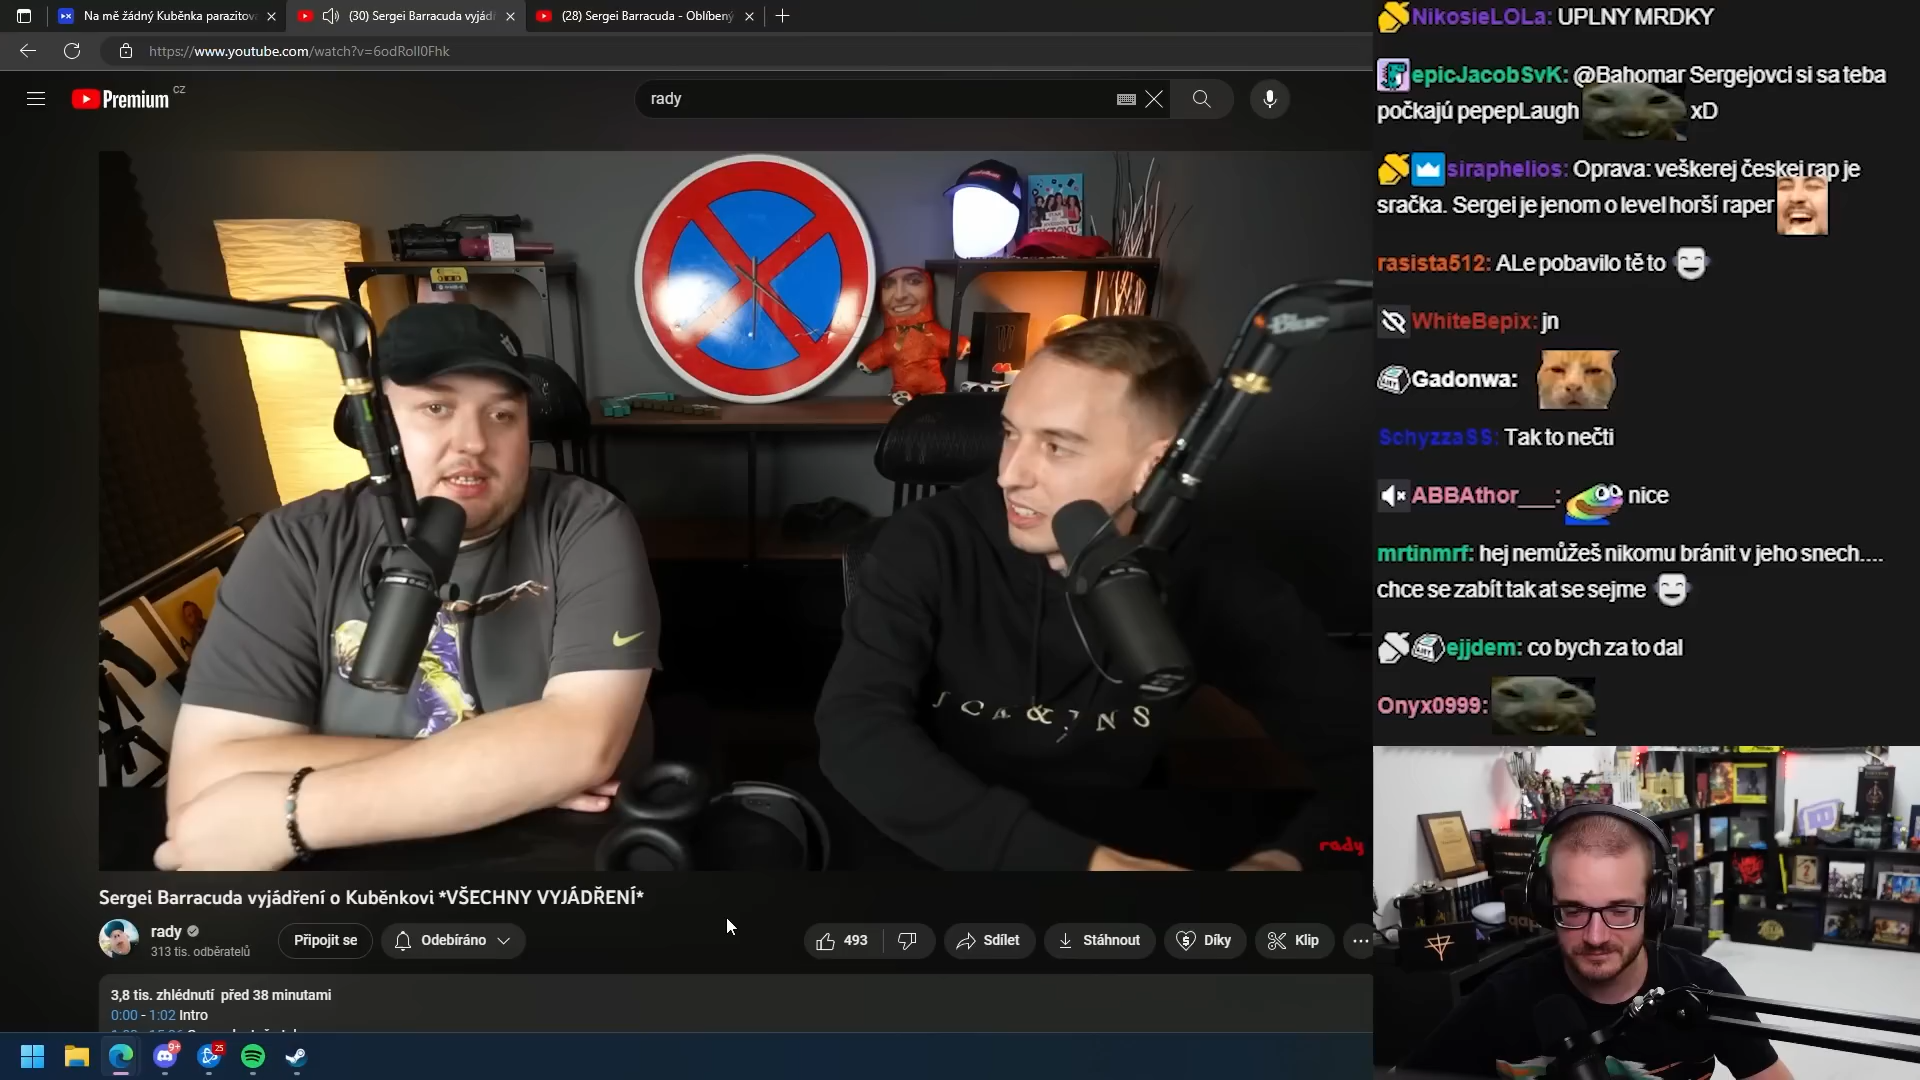 Na mě žádný Kuběnka parazitova
(30) Sergei Barracuda vyjádř
(28) Sergei Barracuda - Oblíbený
https://www.youtube.com/watch?v=6odRoll0Fhk
Premium CZ
rady
rady
Sergei Barracuda vyjádření o Kuběnkovi *VŠECHNY VYJÁDŘENÍ*
rady
313 tis. odběratelů
Připojit se
Odebíráno
493
Sdílet
Stáhnout
Díky
Klip
3,8 tis. zhlédnutí před 38 minutami
0:00 - 1:02 Intro
9+
25
NikosieLOLa: UPLNY MRDKY
epicJacobSvK: @Bahomar Sergejovci si sa teba
počkajú pepepLaugh xD
siraphelios: Oprava: veškerej českej rap je
sračka. Sergei je jenom o level horší raper
rasista512: ALe pobavilo tě to
WhiteBepix: jn
Gadonwa:
SchyzzaSS: Tak to nečti
ABBAthor___: nice
mrtinmrf: hej nemůžeš nikomu bránit v jeho snech....
chce se zabít tak at se sejme
ejjdem: co bych za to dal
Onyx0999: